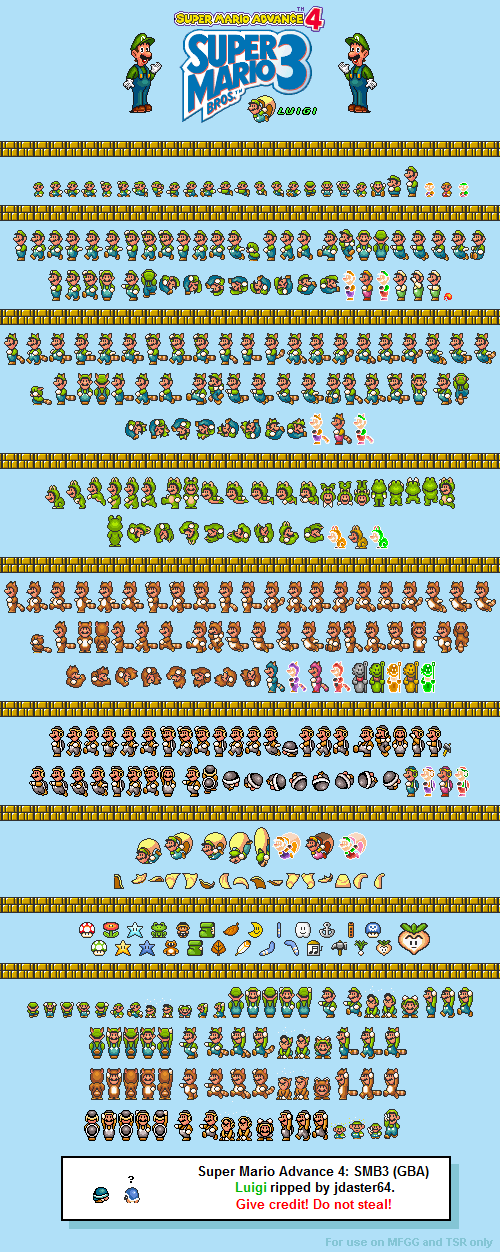 SUPER MARIO ADVANCE 4 TM
SUPER
MARIO 3
BROS.™
LUIGI
?
Super Mario Advance 4: SMB3 (GBA)
Luigi ripped by jdaster64.
Give credit! Do not steal!
For use on MFGG and TSR only